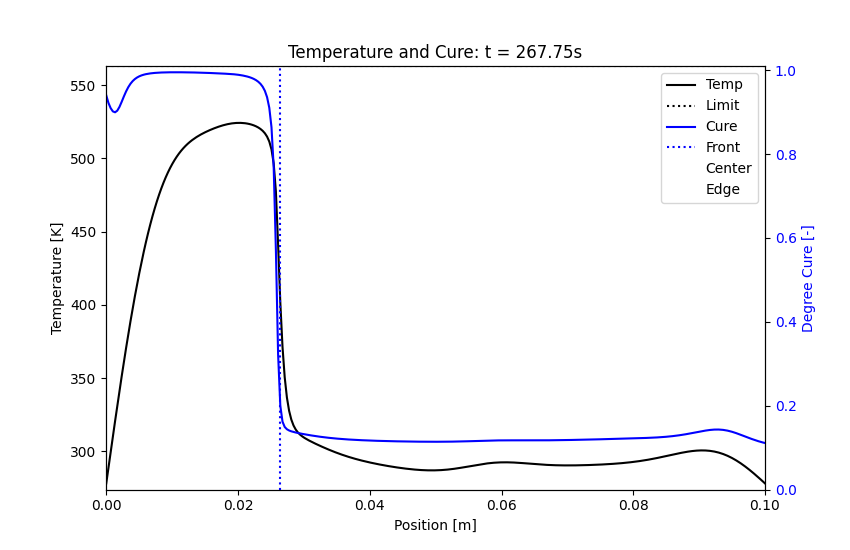 Temperature and Cure: t = 267.75s
Temperature [K]
550
500
450
400
350
300
Temp
Limit
Cure
Front
Center
Edge
1.0
0.8
0.6
0.4
0.2
0.0
Degree Cure [-]
0.00
0.02
0.04
0.06
0.08
0.10
Position [m]